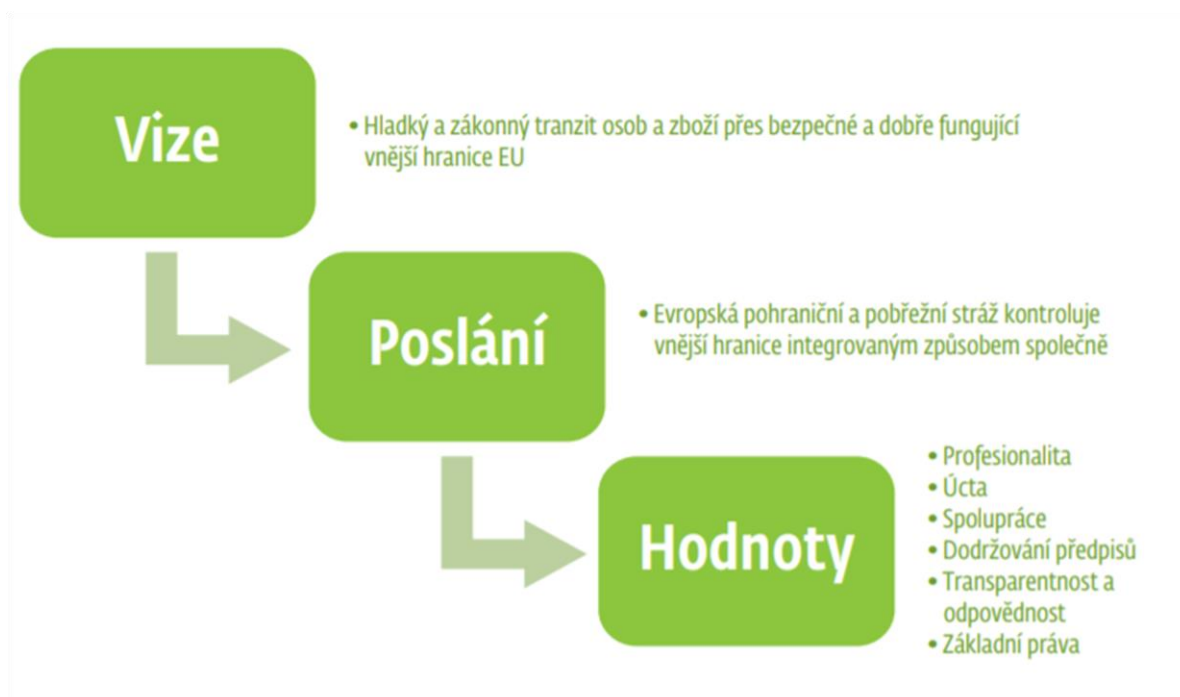 Vize
• Hladký a zákonný tranzit osob a zboží přes bezpečné a dobře fungující
vnější hranice EU
Poslání
• Evropská pohraniční a pobřežní stráž kontroluje
vnější hranice integrovaným způsobem společně
Hodnoty
• Profesionalita
• Úcta
• Spolupráce
• Dodržování předpisů
• Transparentnost a
odpovědnost
• Základní práva